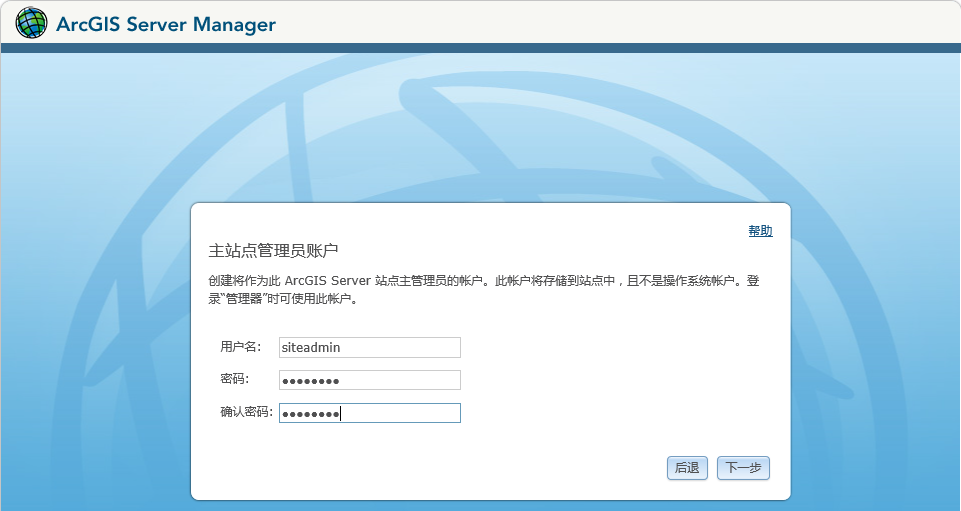 ArcGIS Server Manager
帮助
主站点管理员账户
创建将作为此 ArcGIS Server 站点主管理员的帐户。此帐户将存储到站点中，且不是操作系统帐户。登
录“管理器”时可使用此帐户。
用户名: siteadmin
密码: ●●●●●●●●
确认密码: ●●●●●●●●
后退 下一步